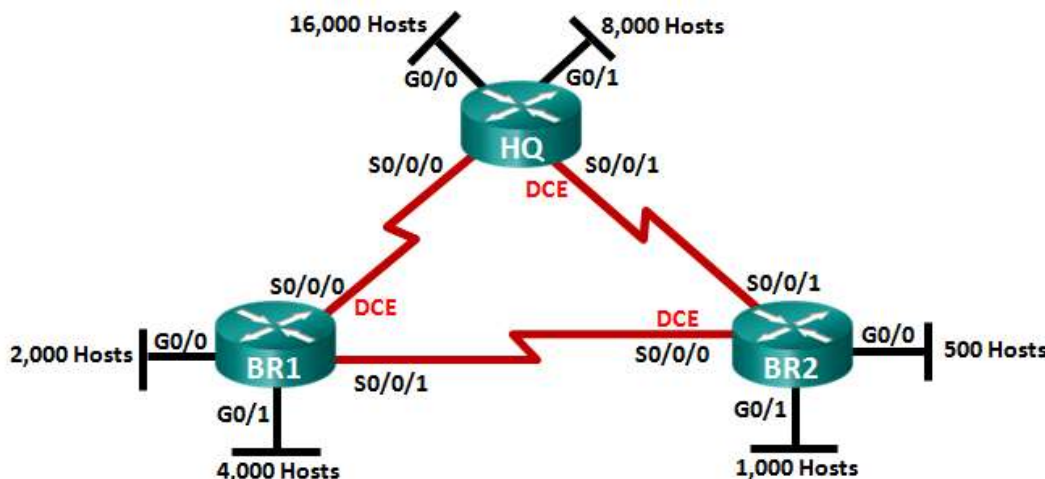 16,000 Hosts
8,000 Hosts
G0/0
G0/1
HQ
S0/0/0
S0/0/1
DCE
S0/0/0
DCE
S0/0/1
DCE
2,000 Hosts
G0/0
BR1
S0/0/1
S0/0/0
BR2
G0/0
500 Hosts
G0/1
G0/1
4,000 Hosts
1,000 Hosts